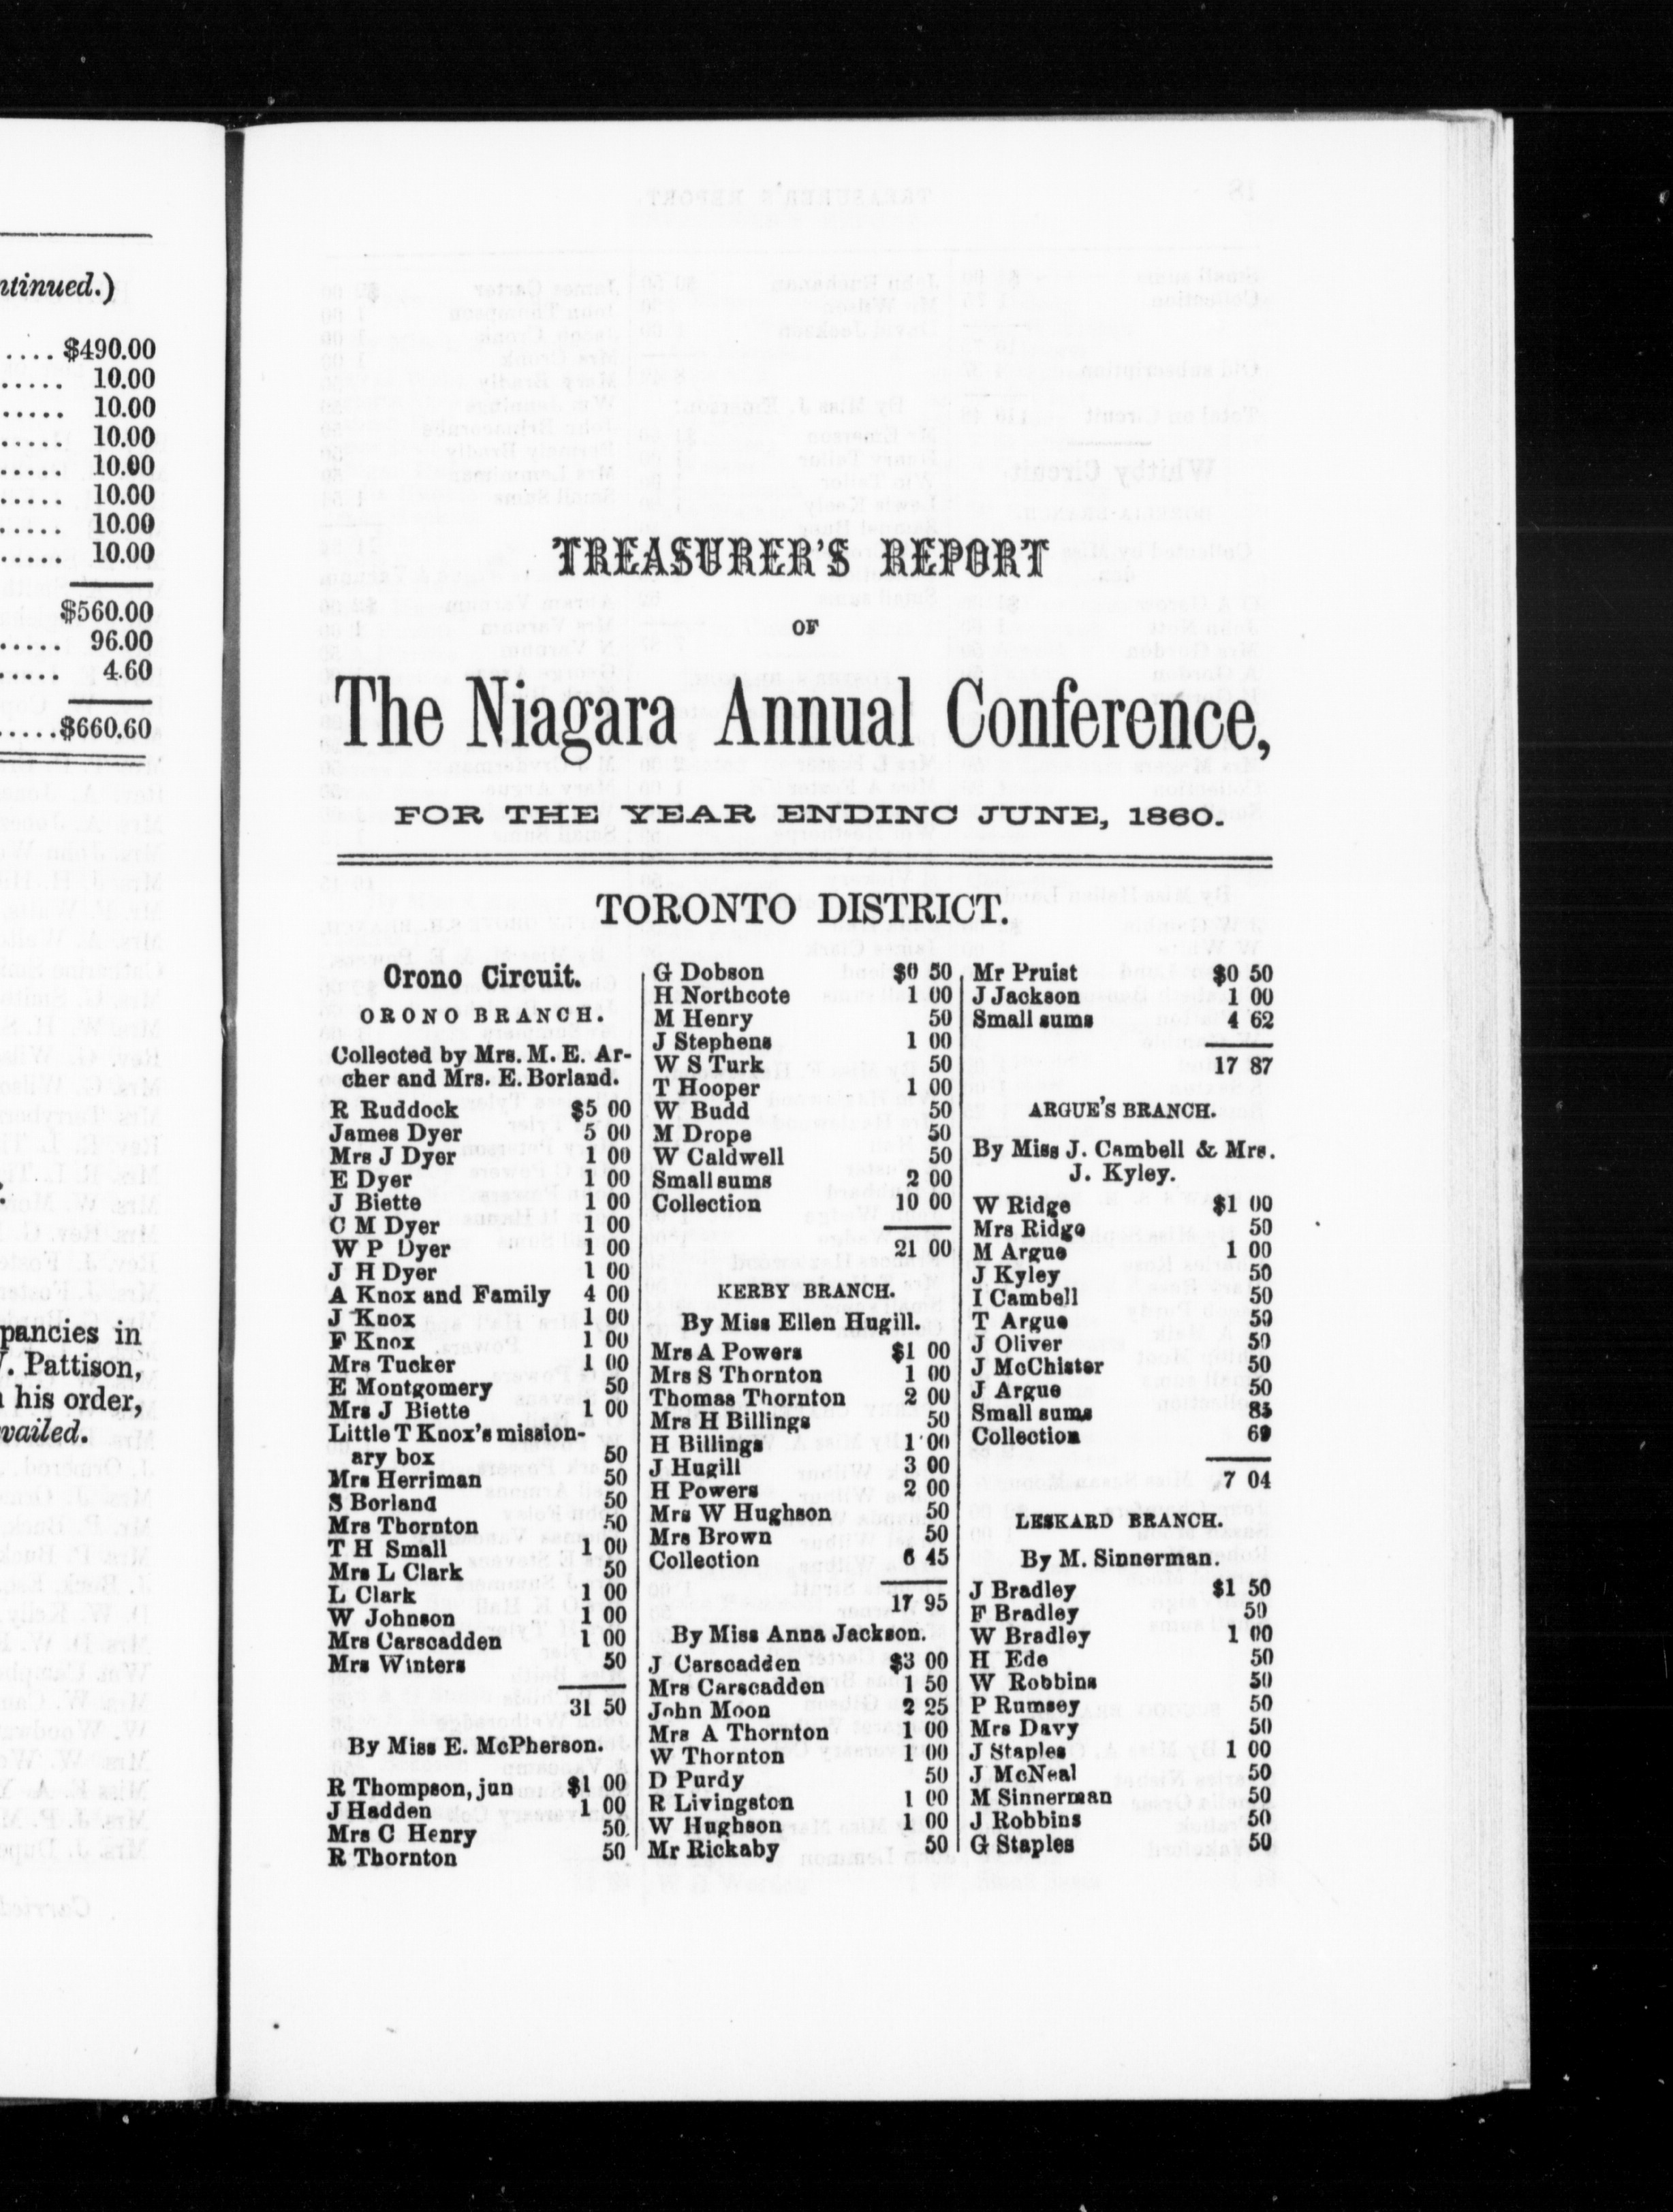 ntinued.)
.... $490.00
..... 10.00
..... 10.00
..... 10.00
..... 10.00
..... 10.00
..... 10.00
..... 10.00
$560.00
..... 96.00
..... 4.60
.....$660.60
pancies in
. Pattison,
his order,
vailed.
TREASURER'S REPORT
OF
The Niagara Annual Conference,
FOR THE YEAR ENDING JUNE, 1860.
TORONTO DISTRICT.
Orono Circuit.
ORONO BRANCH.
Collected by Mrs. M. E. Ar-
cher and Mrs. E. Borland.
R Ruddock $5 00
James Dyer 5 00
Mrs J Dyer 1 00
E Dyer 1 00
J Biette 1 00
C M Dyer 1 00
W P Dyer 1 00
J H Dyer 1 00
A Knox and Family 4 00
J Knox 1 00
F Knox 1 00
Mrs Tucker 1 00
E Montgomery 50
Mrs J Biette 1 00
Little T Knox's mission-
ary box 50
Mrs Herriman 50
S Borland 50
Mrs Thornton 50
T H Small 1 00
Mrs L Clark 50
L Clark 1 00
W Johnson 1 00
Mrs Carscadden 1 00
Mrs Winters 50
31 50
By Miss E. McPherson.
R Thompson, jun $1 00
J Hadden 1 00
Mrs C Henry 50
R Thornton 50
G Dobson $0 50
H Northcote 1 00
M Henry 50
J Stephens 1 00
W S Turk 50
T Hooper 1 00
W Budd 50
M Drope 50
W Caldwell 50
Small sums 2 00
Collection 10 00
21 00
KERBY BRANCH.
By Miss Ellen Hugill.
Mrs A Powers $1 00
Mrs S Thornton 1 00
Thomas Thornton 2 00
Mrs H Billings 50
H Billings 1 00
J Hugill 3 00
H Powers 2 00
Mrs W Hughson 50
Mrs Brown 50
Collection 6 45
17 95
By Miss Anna Jackson.
J Carscadden $3 00
Mrs Carscadden 1 50
John Moon 2 25
Mrs A Thornton 1 00
W Thornton 1 00
D Purdy 50
R Livingston 1 00
W Hughson 1 00
Mr Rickaby 50
Mr Pruist $0 50
J Jackson 1 00
Small sums 4 62
17 87
ARGUE'S BRANCH.
By Miss J. Cambell & Mrs.
J. Kyley.
W Ridge $1 00
Mrs Ridge 50
M Argue 1 00
J Kyley 50
I Cambell 50
T Argue 50
J Oliver 50
J McChister 50
J Argue 50
Small sums 85
Collection 69
7 04
LESKARD BRANCH.
By M. Sinnerman.
J Bradley $1 50
F Bradley 50
W Bradley 1 00
H Ede 50
W Robbins 50
P Rumsey 50
Mrs Davy 50
J Staples 1 00
J McNeal 50
M Sinnerman 50
J Robbins 50
G Staples 50